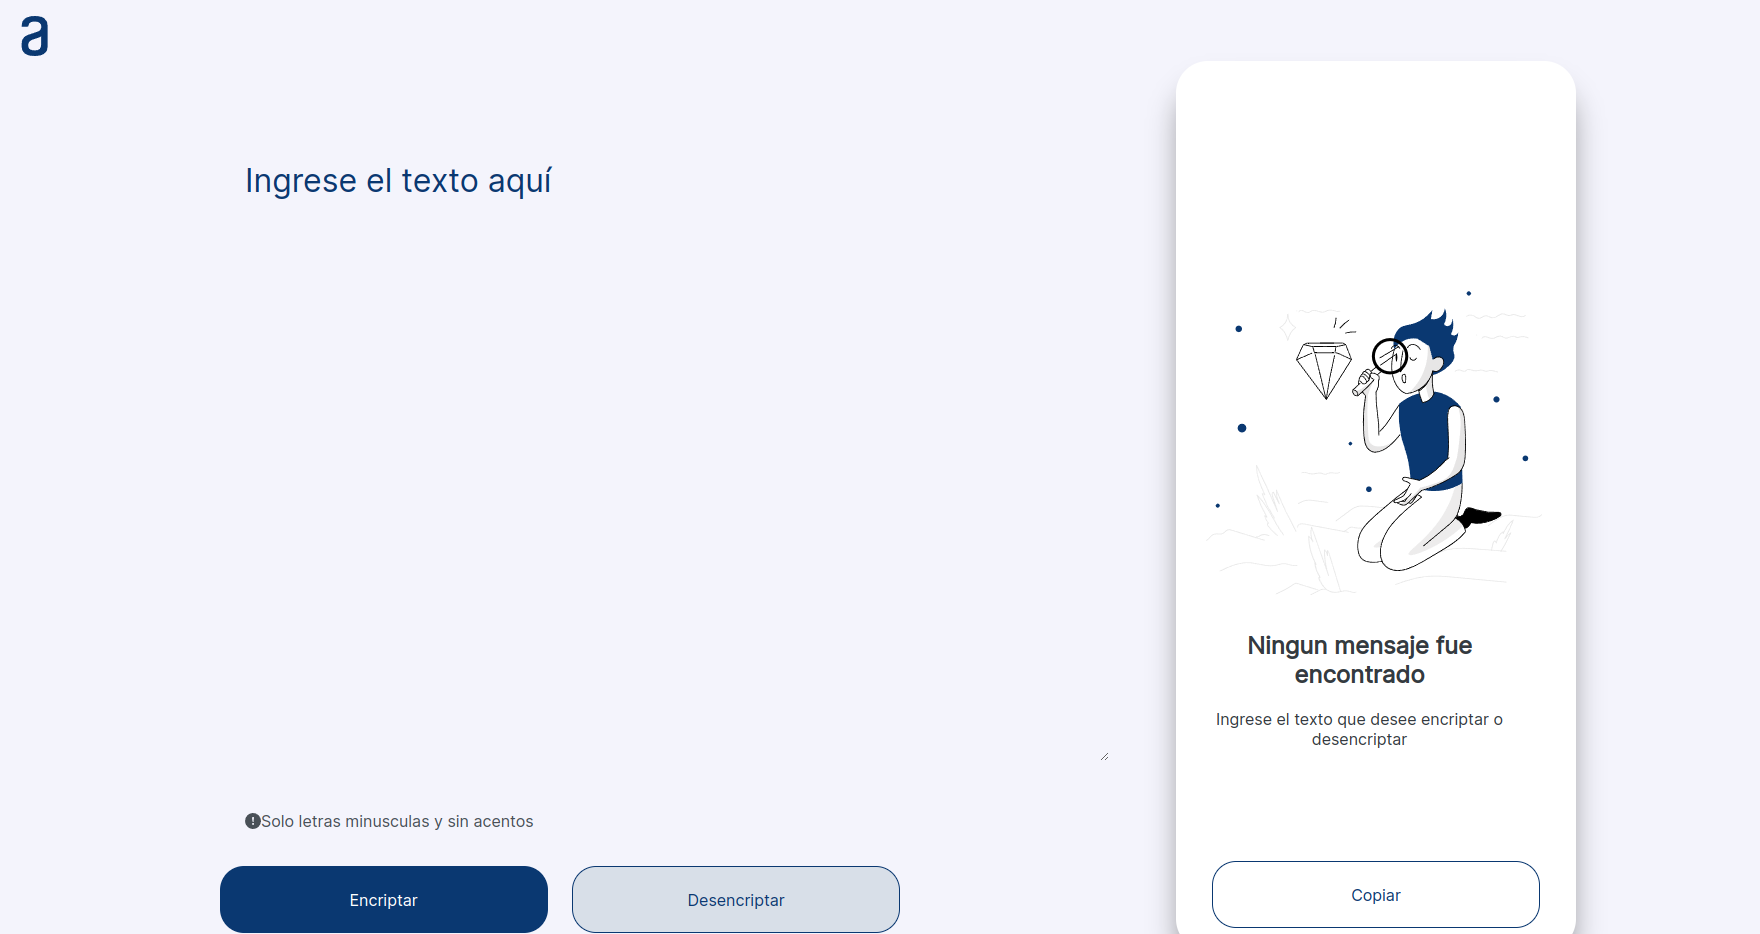 a
Ingrese el texto aquí
Solo letras minusculas y sin acentos
Encriptar
Desencriptar
Ningun mensaje fue
encontrado
Ingrese el texto que desee encriptar o
desencriptar
Copiar